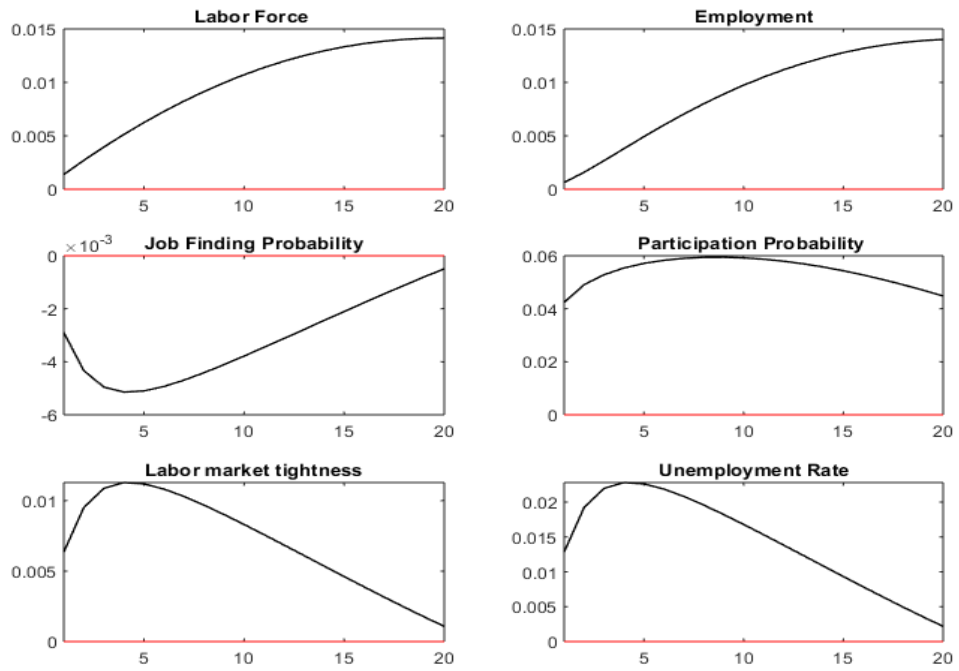 Labor Force
0.015
0.01
0.005
0
5 10 15 20
Employment
0.015
0.01
0.005
0
5 10 15 20
× 10-3 Job Finding Probability
0
-2
-4
-6
5 10 15 20
Participation Probability
0.06
0.04
0.02
0
5 10 15 20
Labor market tightness
0.01
0.005
0
5 10 15 20
Unemployment Rate
0.02
0.015
0.01
0.005
0
5 10 15 20